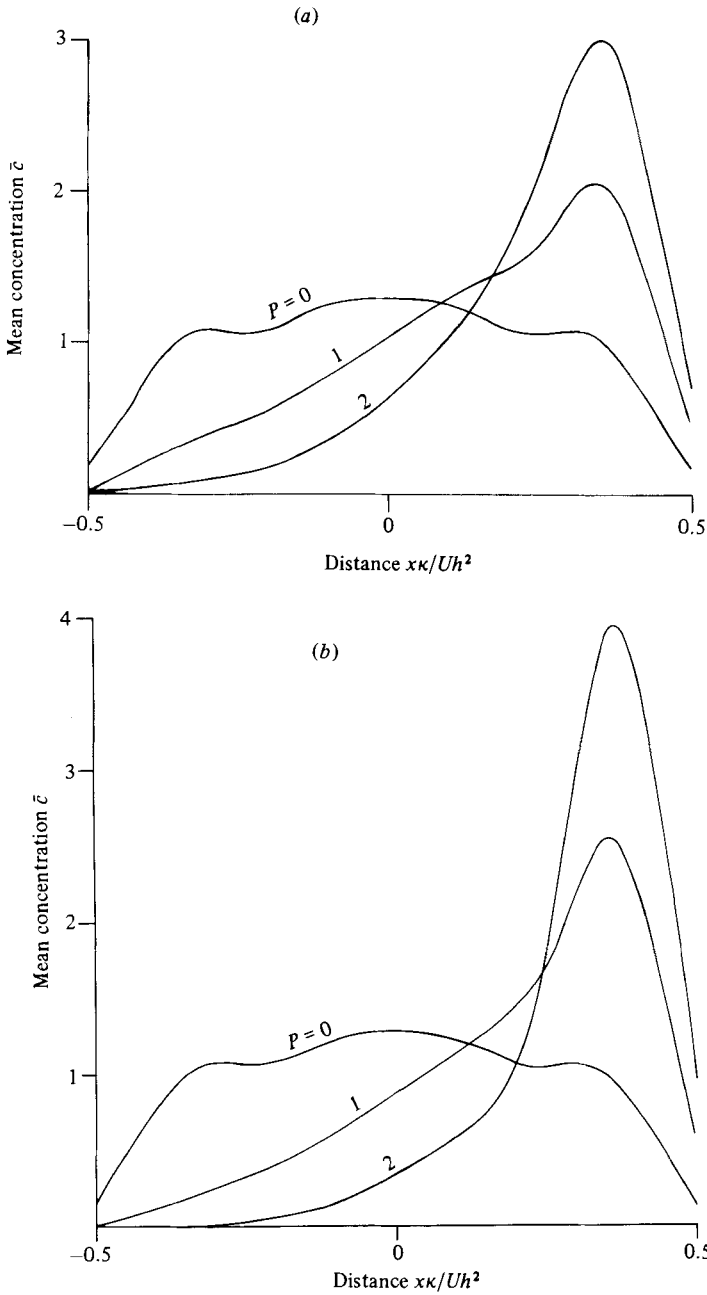 (a)
3
2
1
Mean concentration c̄
P = 0
1
2
−0.5
0
0.5
Distance xκ/Uh²
(b)
4
3
2
1
Mean concentration c̄
P = 0
1
2
−0.5
0
0.5
Distance xκ/Uh²